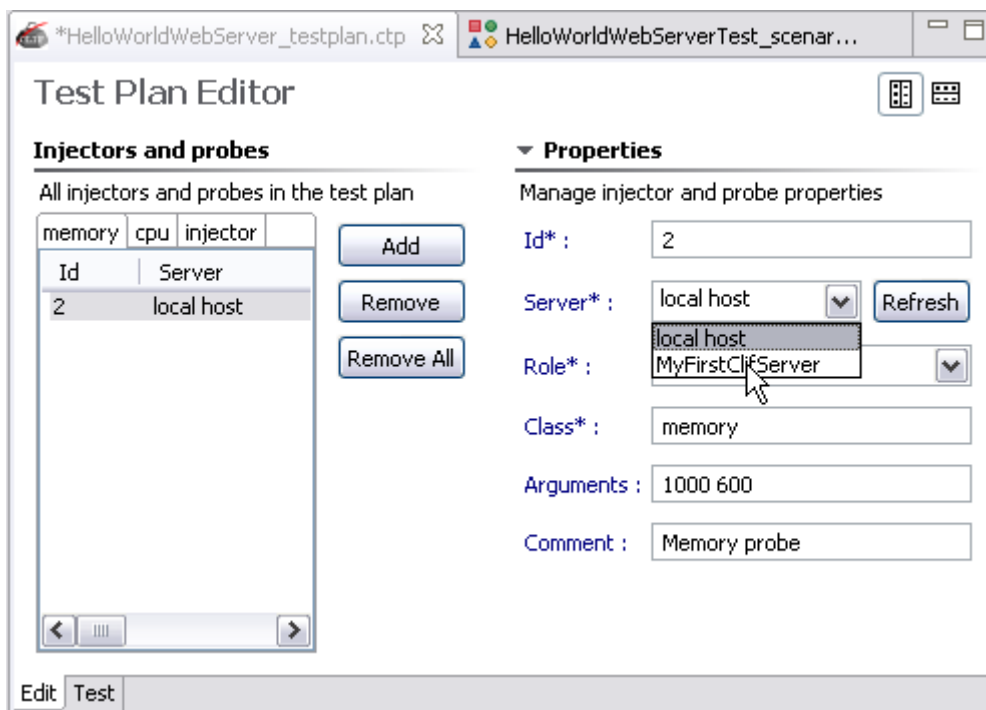 *HelloWorldWebServer_testplan.ctp
HelloWorldWebServerTest_scenar...
Test Plan Editor
Injectors and probes
All injectors and probes in the test plan
memory cpu injector
Id Server
2 local host
Add
Remove
Remove All
Properties
Manage injector and probe properties
Id* : 2
Server* : local host Refresh
local host
MyFirstClifServer
Role* :
Class* : memory
Arguments : 1000 600
Comment : Memory probe
Edit Test